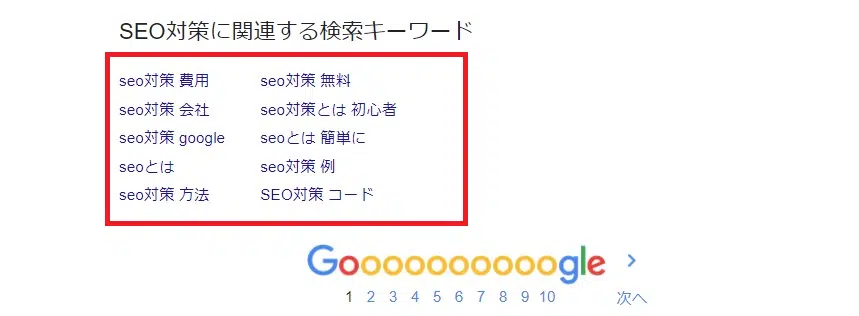 SEO対策に関連する検索キーワード
seo対策 費用 seo対策 無料
seo対策 会社 seo対策とは 初心者
seo対策 google seoとは 簡単に
seoとは seo対策 例
seo対策 方法 SEO対策 コード
Goooooooooogle >
1 2 3 4 5 6 7 8 9 10 次へ